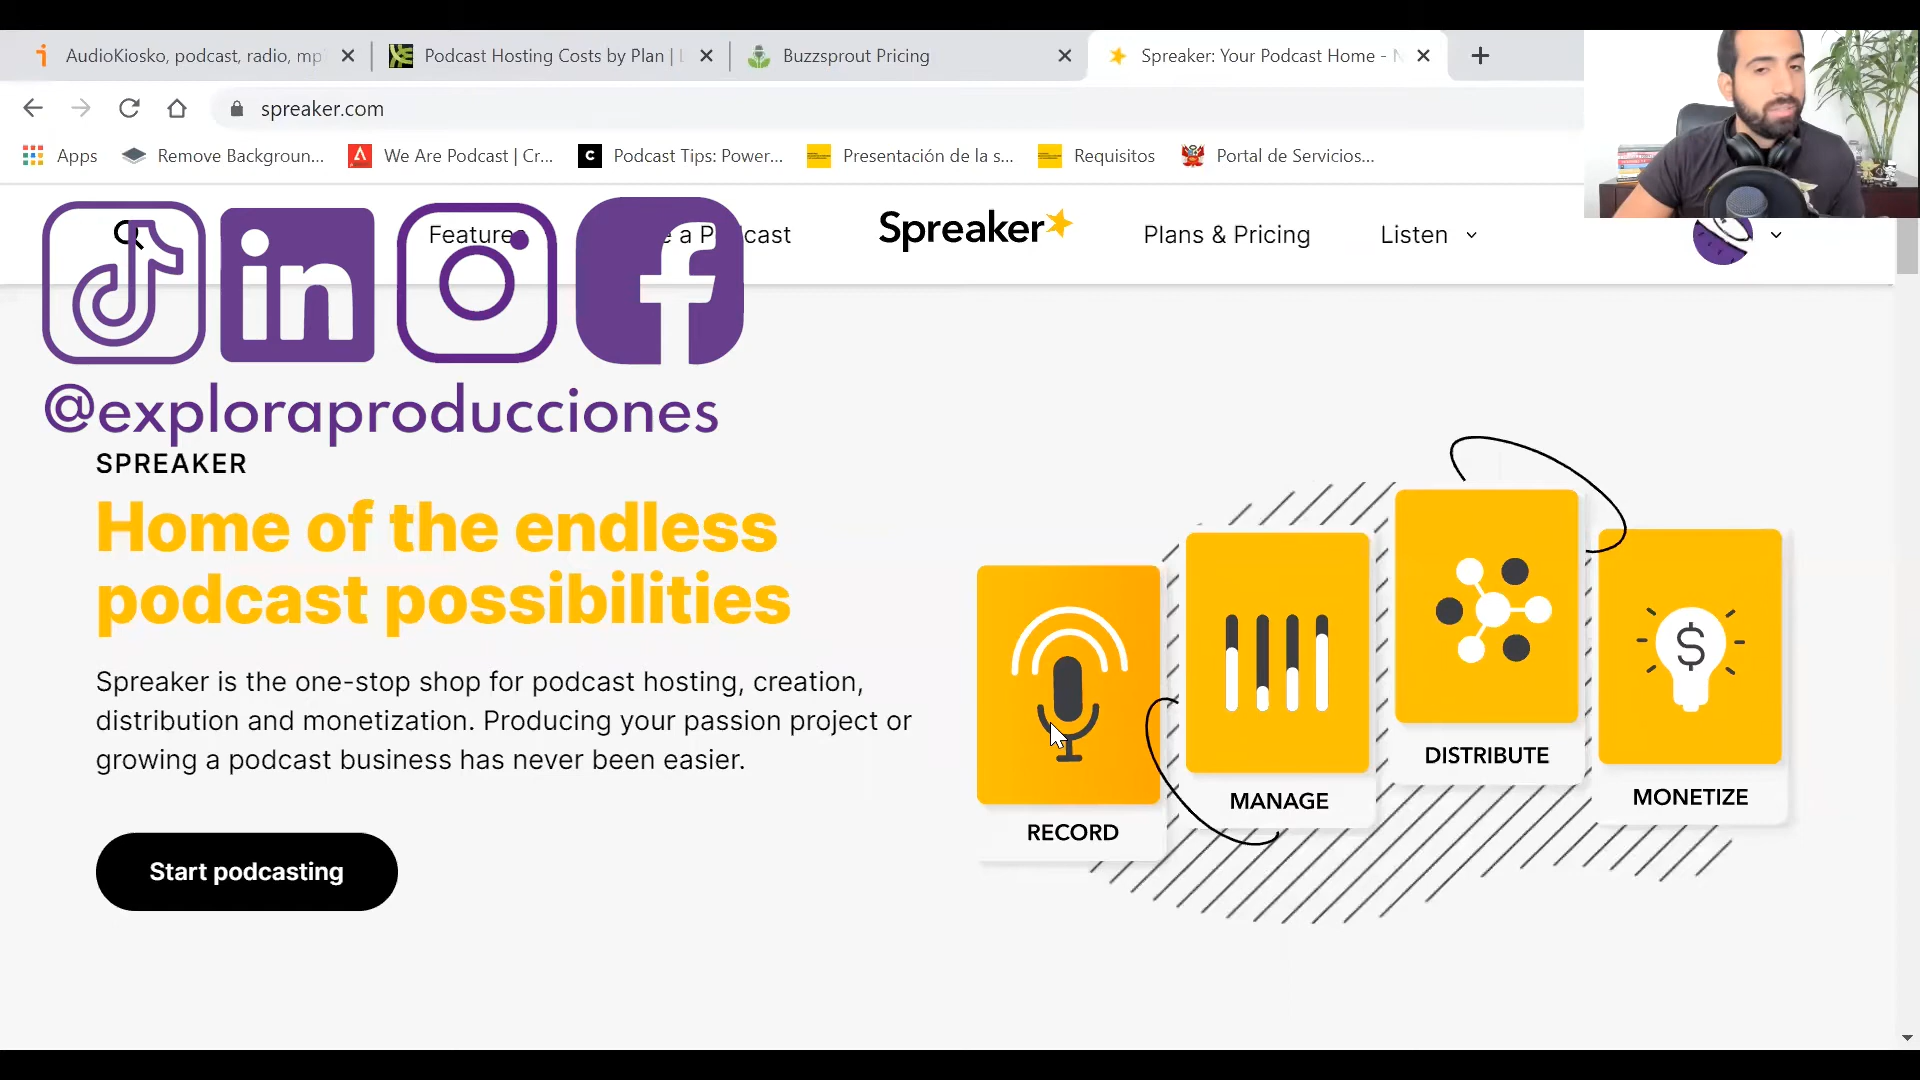 AudioKiosko, podcast, radio, mp
Podcast Hosting Costs by Plan | L
Buzzsprout Pricing
Spreaker: Your Podcast Home - N
spreaker.com
Apps
Remove Backgroun...
We Are Podcast | Cr...
Podcast Tips: Power...
Presentación de la s...
Requisitos
Portal de Servicios...
Features
a Podcast
Spreaker
Plans & Pricing
Listen
in
f
@exploraproducciones
SPREAKER
Home of the endless
podcast possibilities
Spreaker is the one-stop shop for podcast hosting, creation,
distribution and monetization. Producing your passion project or
growing a podcast business has never been easier.
Start podcasting
RECORD
MANAGE
DISTRIBUTE
MONETIZE
$